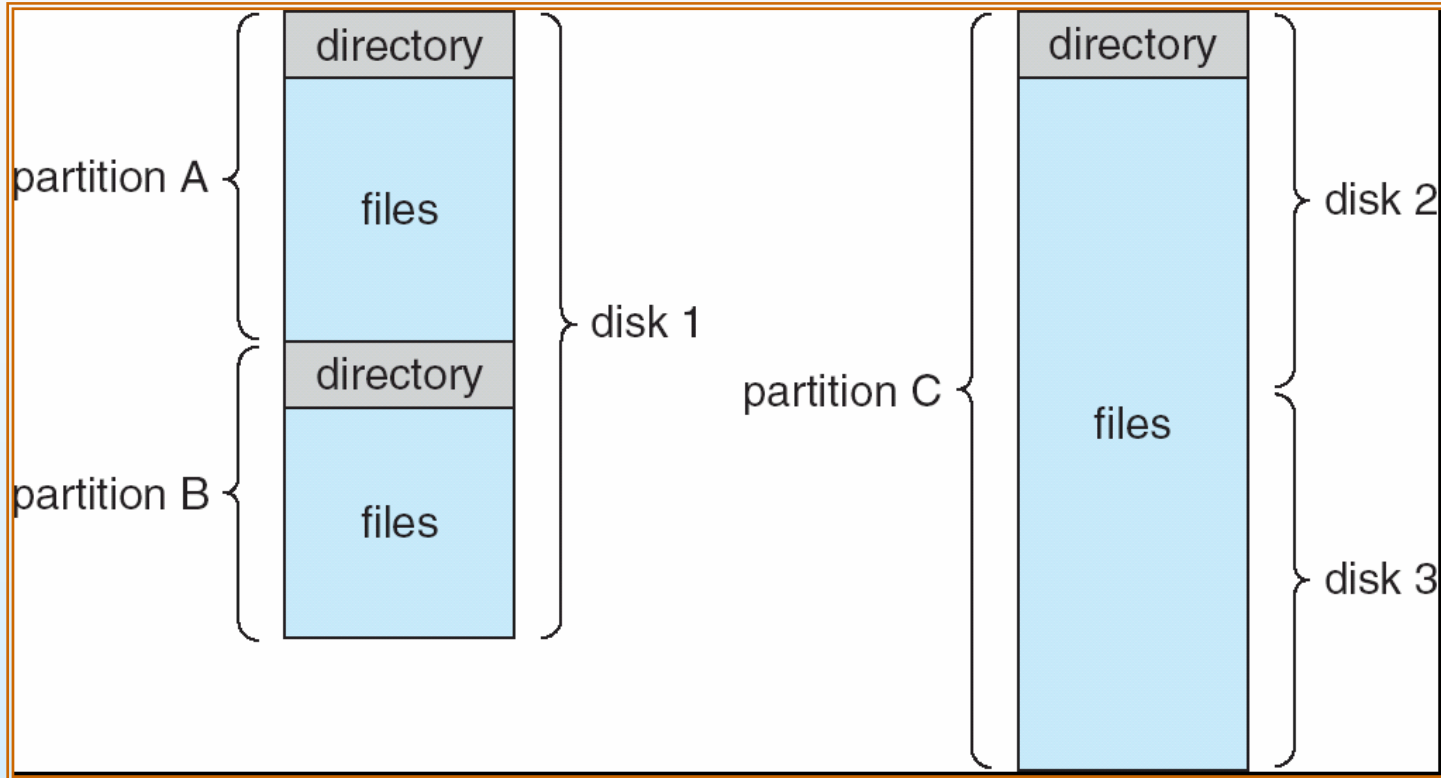 directory
partition A
files
disk 1
directory
partition B
files
directory
disk 2
partition C
files
disk 3